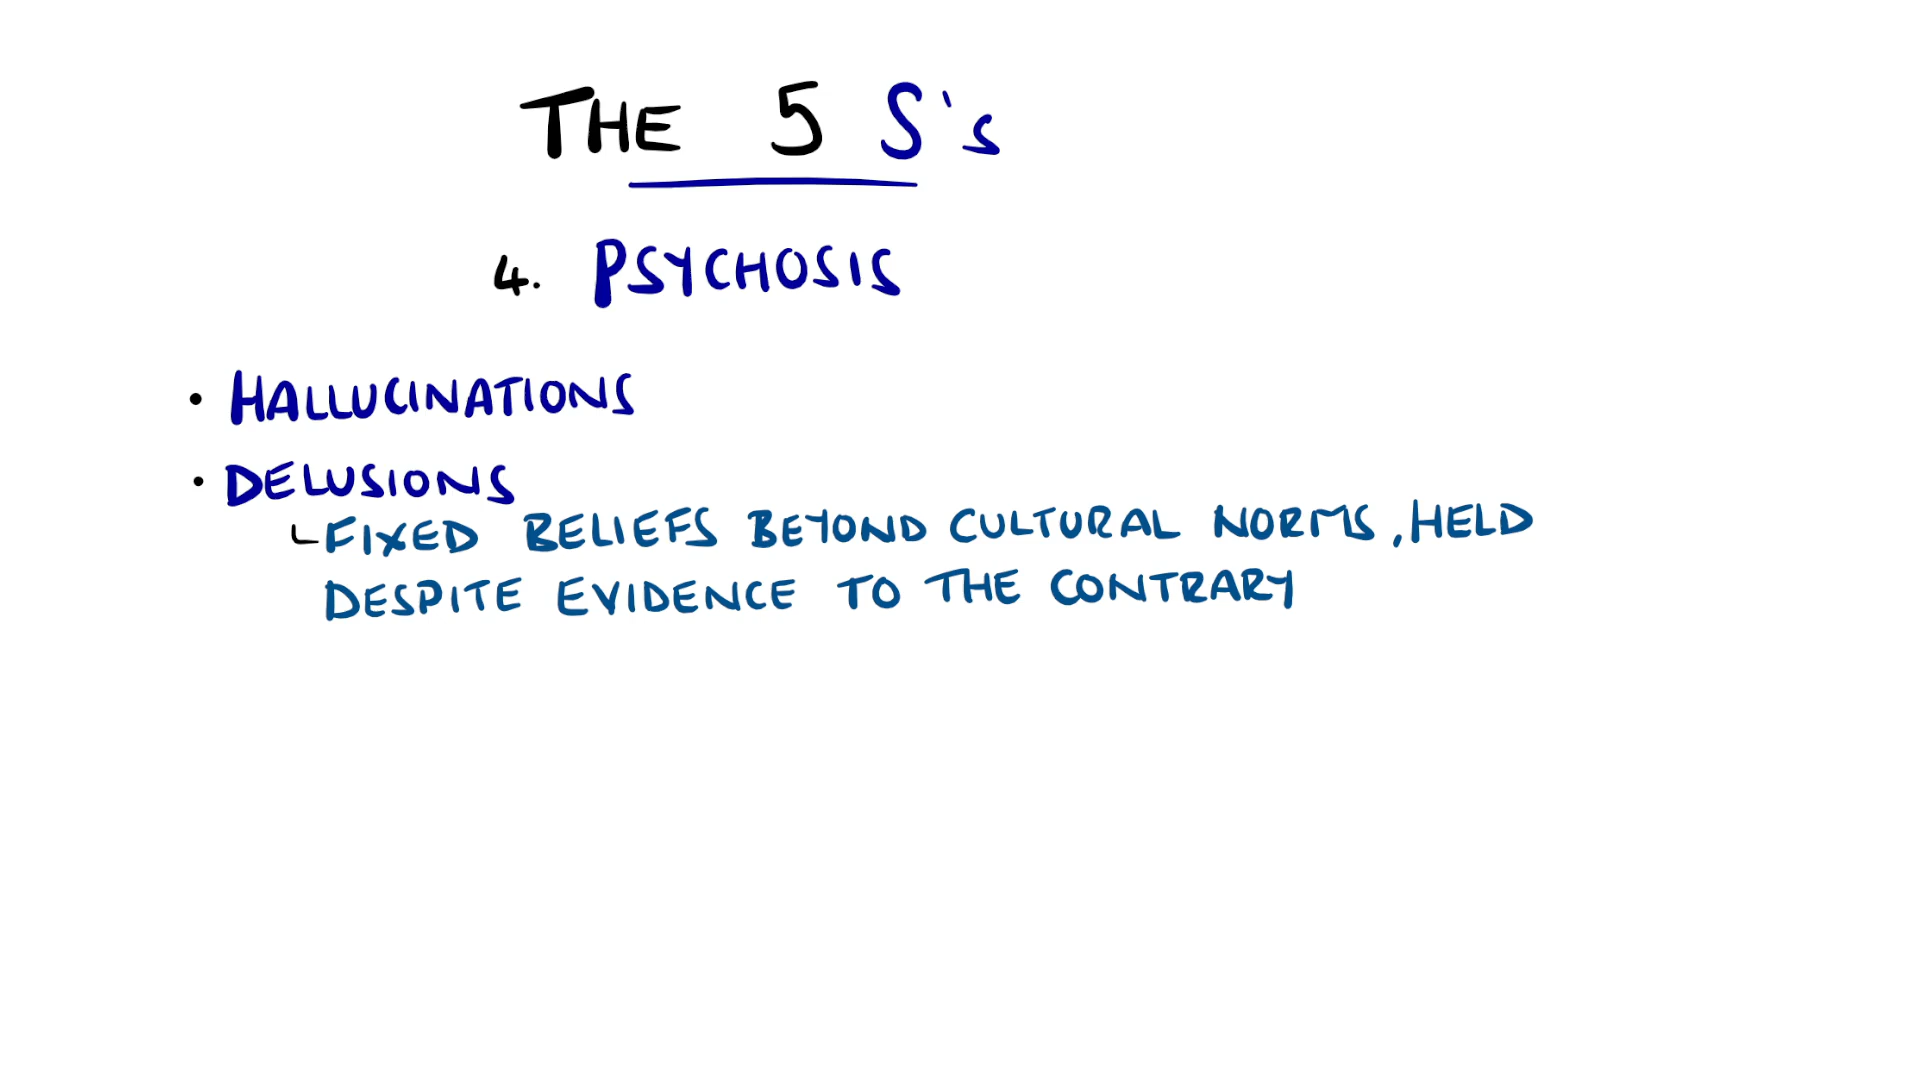 THE 5 S's
4. PSYCHOSIS
• HALLUCINATIONS
• DELUSIONS
FIXED BELIEFS BEYOND CULTURAL NORMS, HELD
DESPITE EVIDENCE TO THE CONTRARY